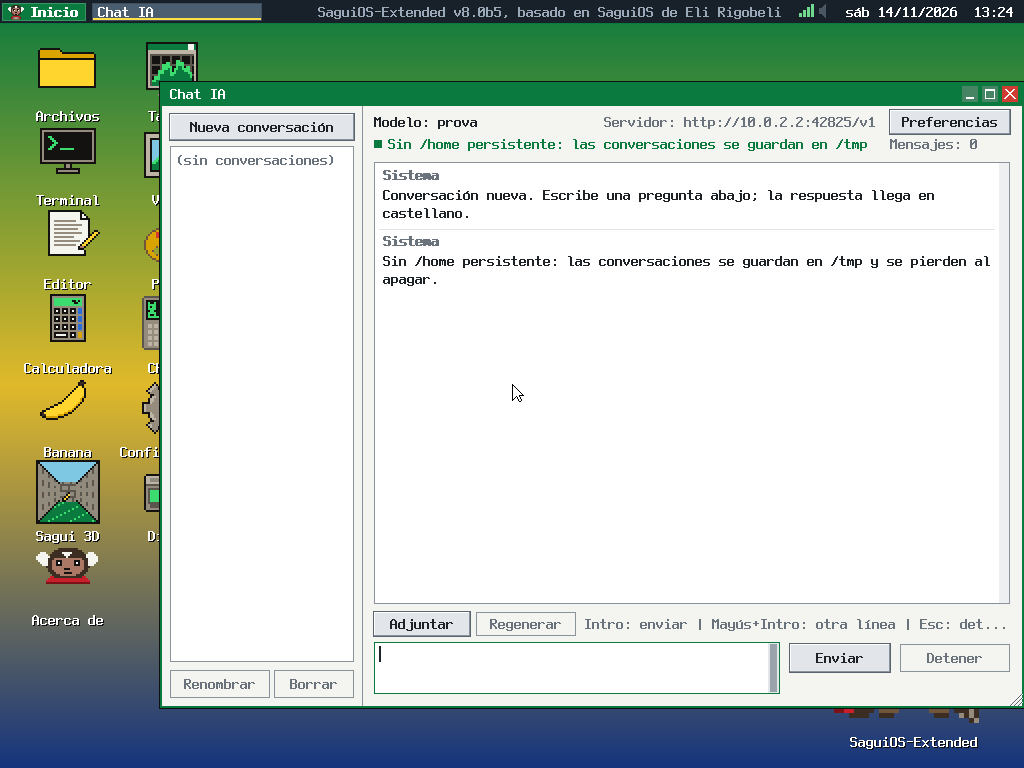 Inicio
Chat IA
SaguiOS-Extended v8.0b5, basado en SaguiOS de Eli Rigobeli
sáb 14/11/2026 13:24
Archivos
Terminal
Editor
Calculadora
Banana
Sagui 3D
Acerca de
Chat IA
Nueva conversación
(sin conversaciones)
Renombrar
Borrar
Modelo: prova
Servidor: http://10.0.2.2:42825/v1
Preferencias
Sin /home persistente: las conversaciones se guardan en /tmp
Mensajes: 0
Sistema
Conversación nueva. Escribe una pregunta abajo; la respuesta llega en
castellano.
Sistema
Sin /home persistente: las conversaciones se guardan en /tmp y se pierden al
apagar.
Adjuntar
Regenerar
Intro: enviar | Mayús+Intro: otra línea | Esc: det...
Enviar
Detener
SaguiOS-Extended